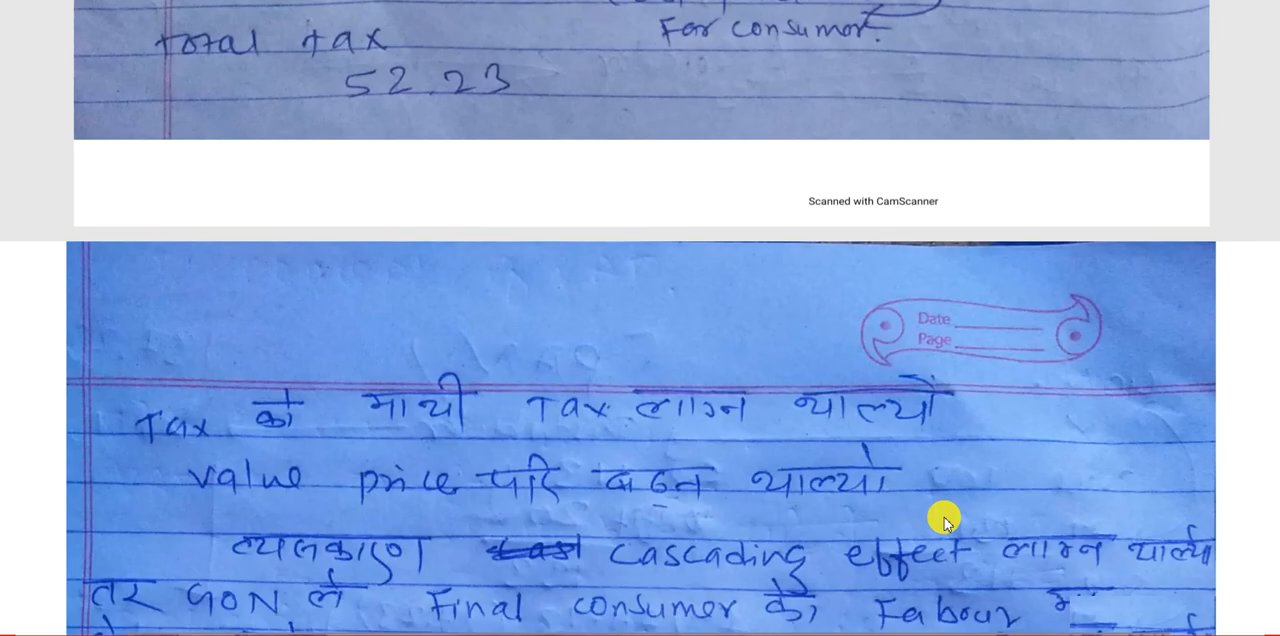 total tax
For consumer.
52.23
Scanned with CamScanner
Date
Page
Tax को माथी Tax लाग्न थाल्यो
value price पनि बढ्न थाल्यो
त्यसकारण cascading effect लाग्न थाल्यो
तर GON ले Final consumer को Fabour मा